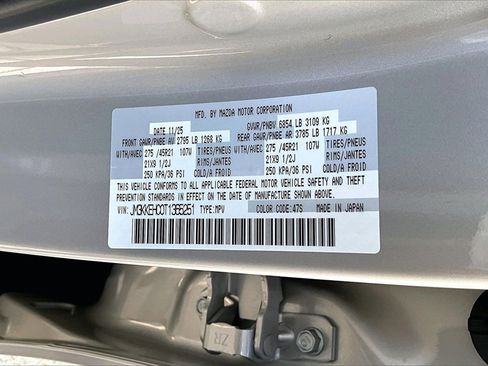 MFD. BY MAZDA MOTOR CORPORATION
DATE 11/25 GVWR/PNBV 6854 LB 3109 KG
FRONT GAWR/PNBE AV 2795 LB 1268 KG REAR GAWR/PNBE AR 3785 LB 1717 KG
WITH/AVEC 275 /45R21 107W TIRES/PNEUS WITH/AVEC 275 /45R21 107W TIRES/PNEUS
21X9 1/2J RIMS/JANTES 21X9 1/2J RIMS/JANTES
250 KPA/36 PSI COLD/FROID 250 KPA/36 PSI COLD/FROID
THIS VEHICLE CONFORMS TO ALL APPLICABLE FEDERAL MOTOR VEHICLE SAFETY AND THEFT
PREVENTION STANDARDS IN EFFECT ON THE DATE OF MANUFACTURE SHOWN ABOVE.
VIN: JM3KKEHC0T1365251 TYPE:MPV COLOR CODE:47S MADE IN JAPAN
ZR